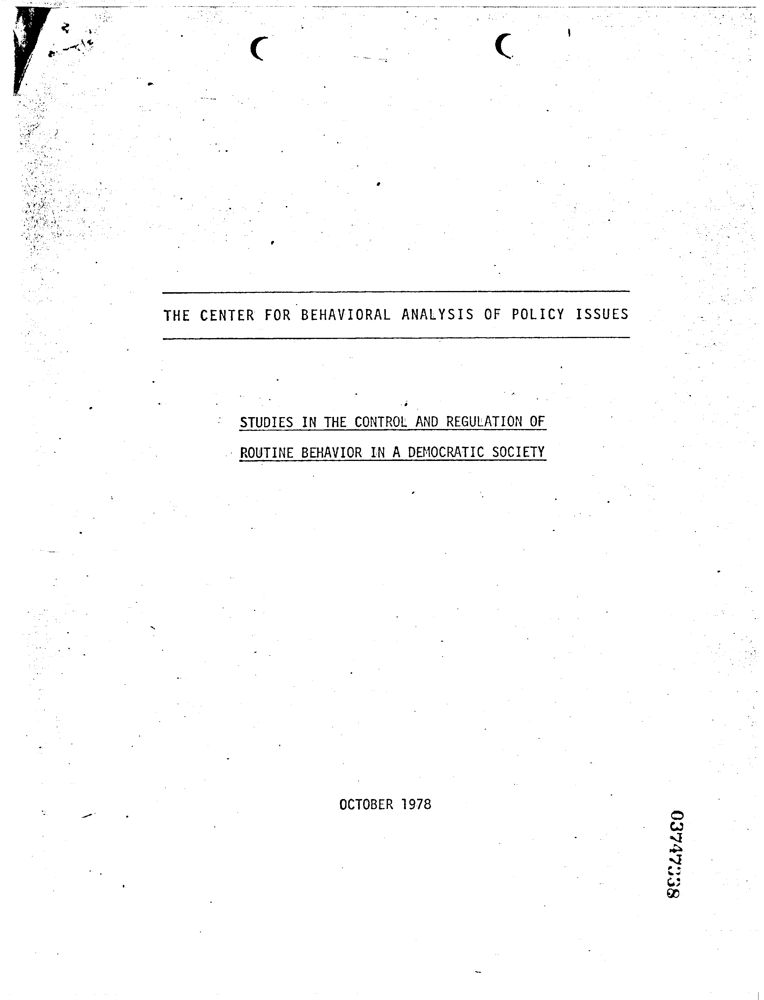 THE CENTER FOR BEHAVIORAL ANALYSIS OF POLICY ISSUES
STUDIES IN THE CONTROL AND REGULATION OF
ROUTINE BEHAVIOR IN A DEMOCRATIC SOCIETY
OCTOBER 1978
03747338